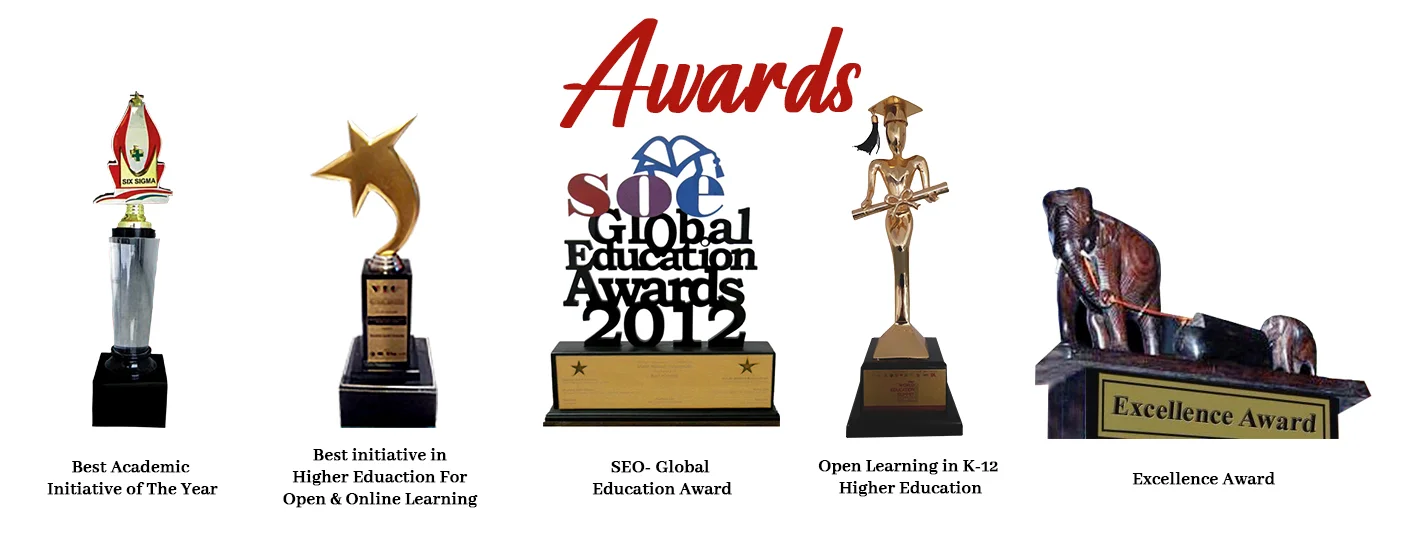 Awards
SIX SIGMA
soe
Global
Education
Awards
2012
Excellence Award
Best Academic
Initiative of The Year
Best initiative in
Higher Eduaction For
Open & Online Learning
SEO- Global
Education Award
Open Learning in K-12
Higher Education
Excellence Award